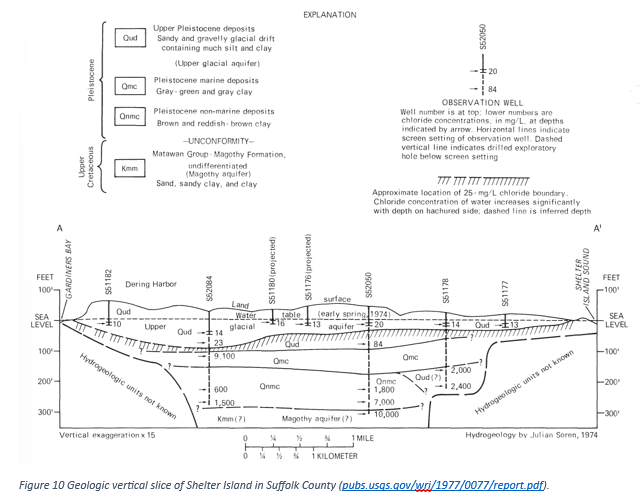 EXPLANATION
Pleistocene
Qud
Upper Pleistocene deposits
Sandy and gravelly glacial drift
containing much silt and clay
(Upper glacial aquifer)
Qmc
Pleistocene marine deposits
Gray-green and gray clay
Qnmc
Pleistocene non-marine deposits
Brown and reddish-brown clay
—UNCONFORMITY—
Upper
Cretaceous
Kmm
Matawan Group-Magothy Formation,
undifferentiated
(Magothy aquifer)
Sand, sandy clay, and clay
S52050
20
84
OBSERVATION WELL
Well number is at top; lower numbers are
chloride concentrations, in mg/L, at depths
indicated by arrow. Horizontal lines indicate
screen setting of observation well. Dashed
vertical line indicates drilled exploratory
hole below screen setting
Approximate location of 25-mg/L chloride boundary.
Chloride concentration of water increases significantly
with depth on hachured side; dashed line is inferred depth
A
A'
GARDINERS BAY
S51182
Dering Harbor
S52084
S51180 (projected)
S51176 (projected)
S52050
S51178
S51177
SHELTER
ISLAND SOUND
FEET
100'
SEA
LEVEL
100'
200'
300'
FEET
100'
SEA
LEVEL
100'
200'
300'
Land surface
Water table (early spring, 1974)
Qud
Upper glacial aquifer
Qud
Qud
Qud
10
14
23
9,100
600
1,500
16
13
20
84
1,800
7,000
10,000
14
2,000
2,400
13
Qmc
Qmc
Qnmc
Qnmc
Qud (?)
?
?
?
?
?
?
Hydrogeologic units not known
Hydrogeologic units not known
Kmm (?)
Magothy aquifer (?)
Vertical exaggeration x 15
Hydrogeology by Julian Soren, 1974
0 ¼ ½ ¾ 1 MILE
0 ¼ ½ ¾ 1 KILOMETER
Figure 10 Geologic vertical slice of Shelter Island in Suffolk County (pubs.usgs.gov/wri/1977/0077/report.pdf).